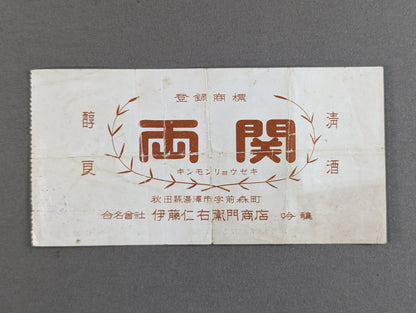 登録商標
清酒
両関
醇良
キンモンリョウゼキ
秋田縣湯澤市字前森町
合名會社 伊藤仁右衞門商店 吟醸